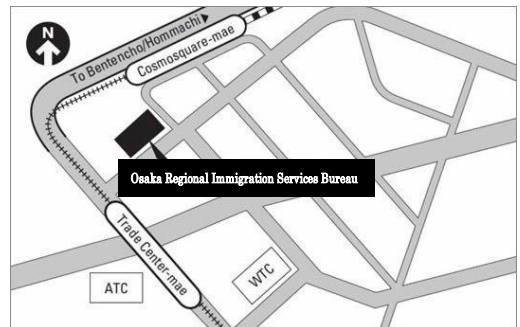 N
To Bentencho/Hommachi
Cosmosquare-mae
Osaka Regional Immigration Services Bureau
Trade Center-mae
ATC
WTC